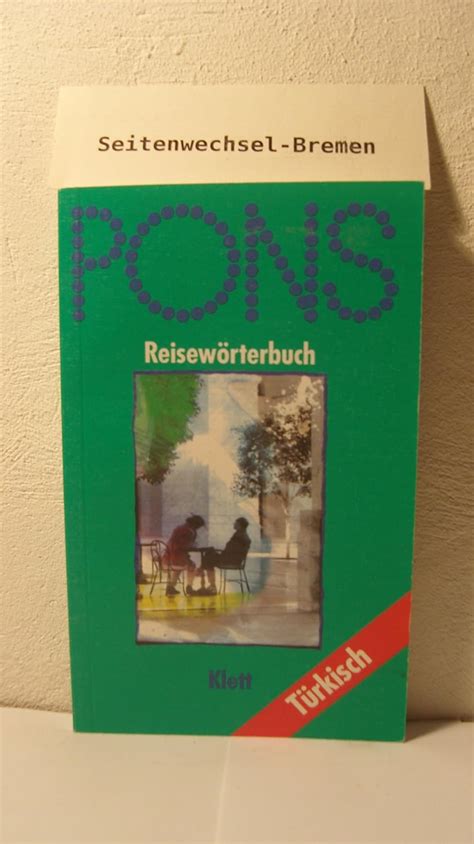 Seitenwechsel-Bremen
PONS
Reisewörterbuch
Klett
Türkisch